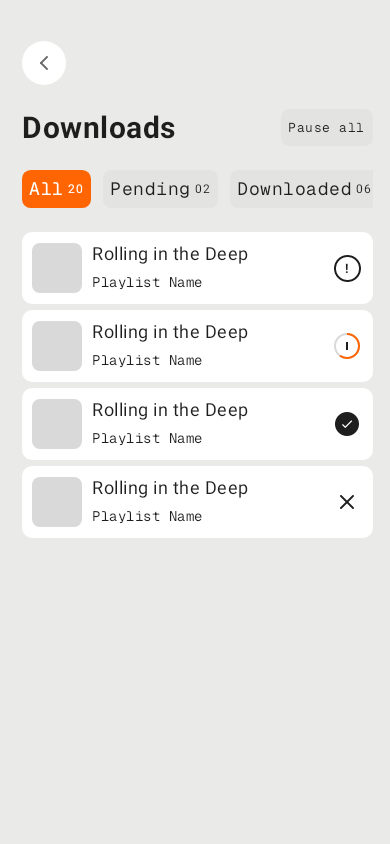 Downloads
Pause all
All 20
Pending 02
Downloaded 06
Rolling in the Deep
Playlist Name
!
Rolling in the Deep
Playlist Name
Rolling in the Deep
Playlist Name
Rolling in the Deep
Playlist Name